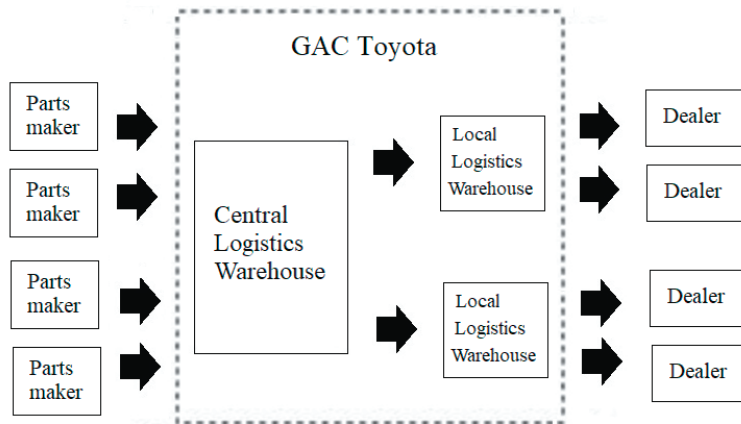 GAC Toyota
Parts
maker
Parts
maker
Parts
maker
Parts
maker
Central
Logistics
Warehouse
Local
Logistics
Warehouse
Local
Logistics
Warehouse
Dealer
Dealer
Dealer
Dealer